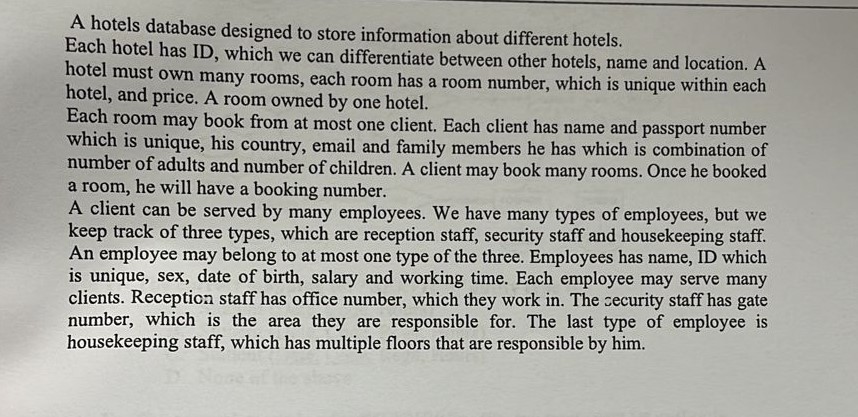 A hotels database designed to store information about different hotels.
Each hotel has ID, which we can differentiate between other hotels, name and location. A
hotel must own many rooms, each room has a room number, which is unique within each
hotel, and price. A room owned by one hotel.
Each room may book from at most one client. Each client has name and passport number
which is unique, his country, email and family members he has which is combination of
number of adults and number of children. A client may book many rooms. Once he booked
a room, he will have a booking number.
A client can be served by many employees. We have many types of employees, but we
keep track of three types, which are reception staff, security staff and housekeeping staff.
An employee may belong to at most one type of the three. Employees has name, ID which
is unique, sex, date of birth, salary and working time. Each employee may serve many
clients. Reception staff has office number, which they work in. The security staff has gate
number, which is the area they are responsible for. The last type of employee is
housekeeping staff, which has multiple floors that are responsible by him.
D. None of the above